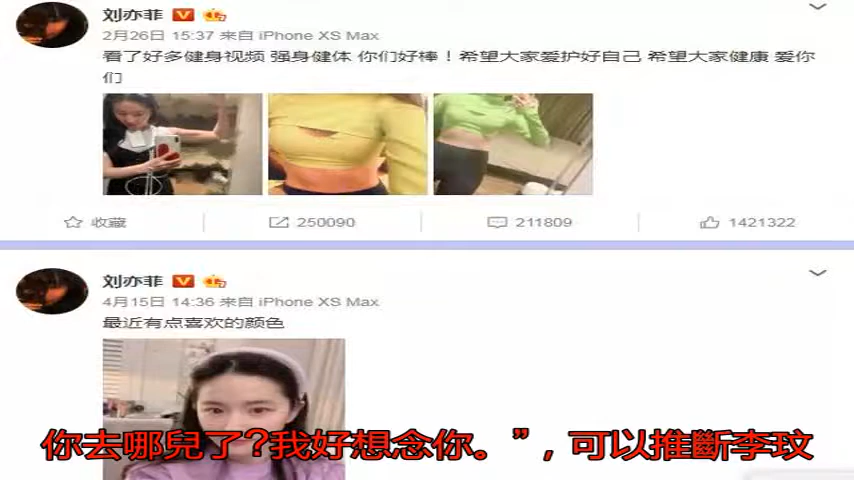 刘亦菲
2月26日 15:37 来自 iPhone XS Max
看了好多健身视频 强身健体 你们好棒！希望大家爱护好自己 希望大家健康 爱你
们
收藏 250090 211809 1421322
刘亦菲
4月15日 14:36 来自 iPhone XS Max
最近有点喜欢的颜色
你去哪兒了?我好想念你。”, 可以推斷李玟